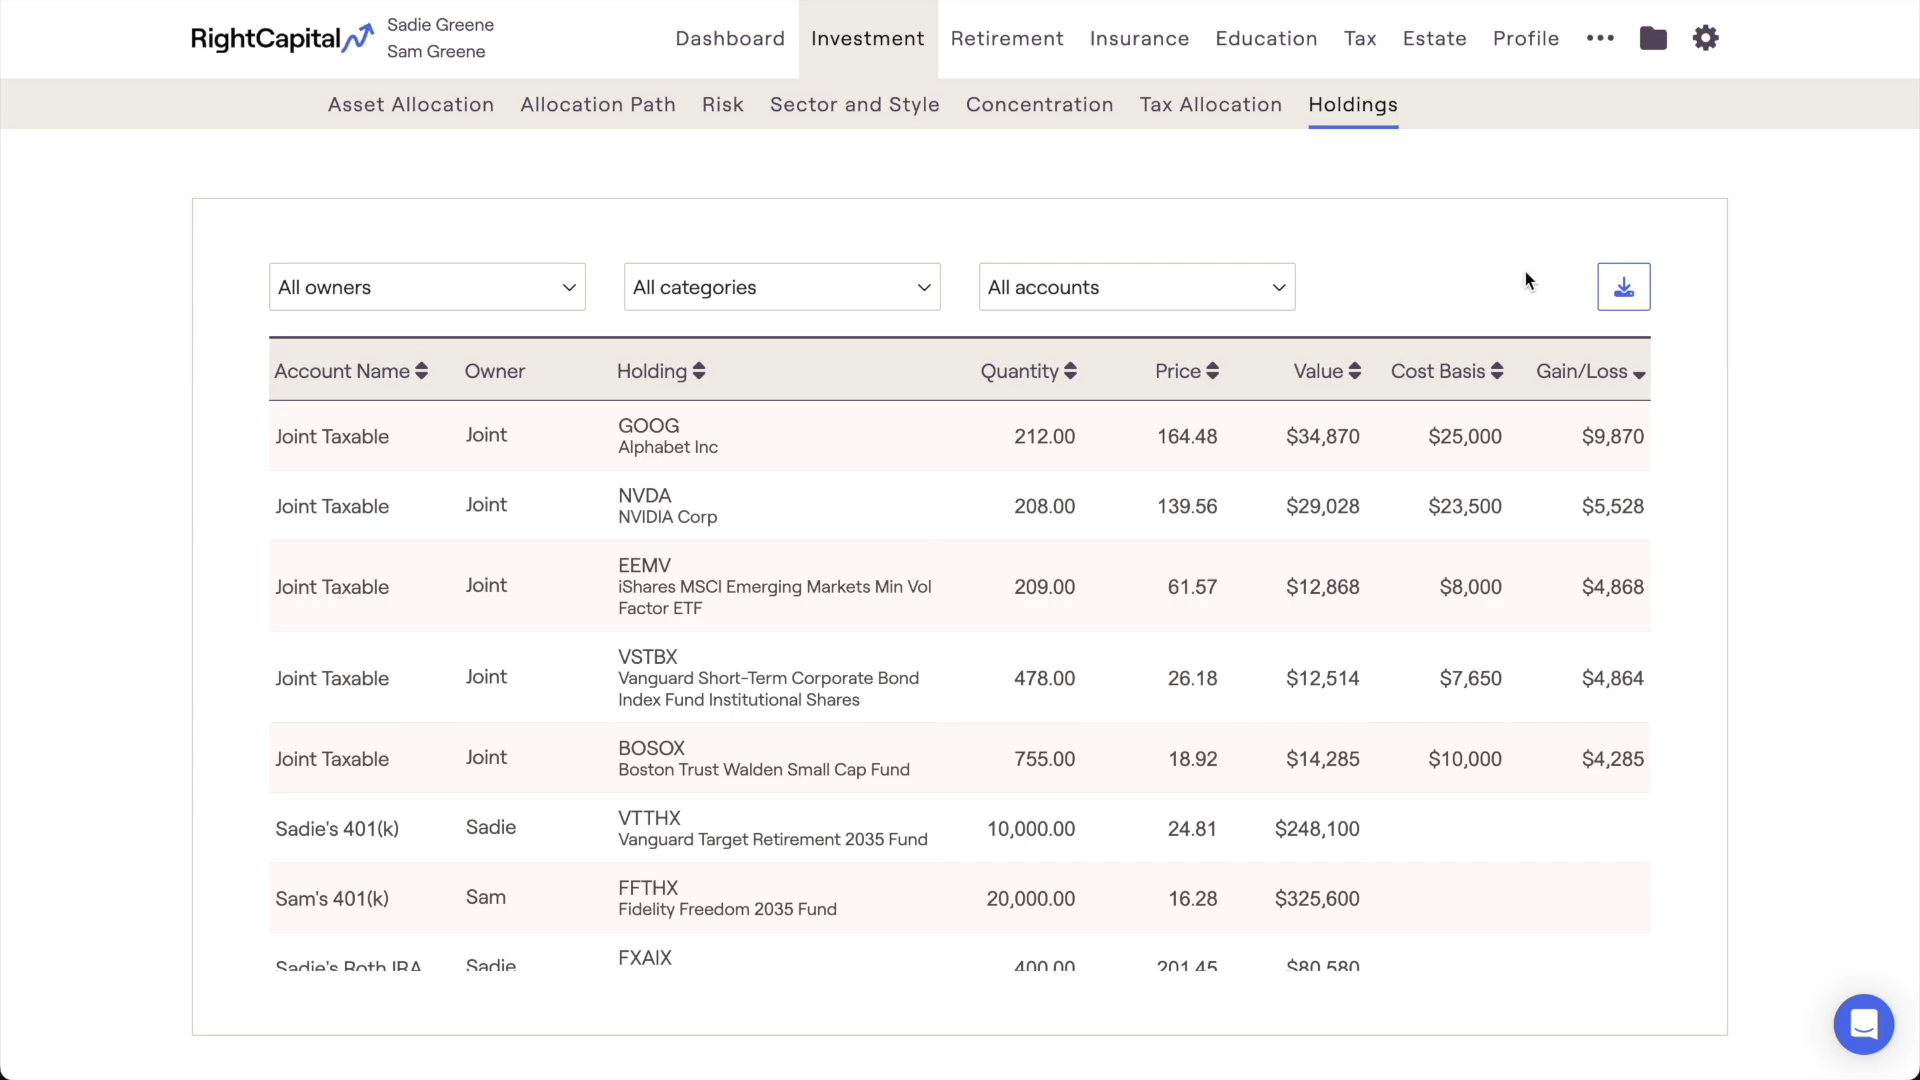 RightCapital
Sadie Greene
Sam Greene
Dashboard Investment Retirement Insurance Education Tax Estate Profile
Asset Allocation Allocation Path Risk Sector and Style Concentration Tax Allocation Holdings
All owners All categories All accounts
Account Name Owner Holding Quantity Price Value Cost Basis Gain/Loss
Joint Taxable Joint GOOG 212.00 164.48 $34,870 $25,000 $9,870
Alphabet Inc
Joint Taxable Joint NVDA 208.00 139.56 $29,028 $23,500 $5,528
NVIDIA Corp
Joint Taxable Joint EEMV 209.00 61.57 $12,868 $8,000 $4,868
iShares MSCI Emerging Markets Min Vol
Factor ETF
Joint Taxable Joint VSTBX 478.00 26.18 $12,514 $7,650 $4,864
Vanguard Short-Term Corporate Bond
Index Fund Institutional Shares
Joint Taxable Joint BOSOX 755.00 18.92 $14,285 $10,000 $4,285
Boston Trust Walden Small Cap Fund
Sadie's 401(k) Sadie VTTHX 10,000.00 24.81 $248,100
Vanguard Target Retirement 2035 Fund
Sam's 401(k) Sam FFTHX 20,000.00 16.28 $325,600
Fidelity Freedom 2035 Fund
Sadie's Roth IRA Sadie FXAIX 400.00 201.45 $80,580